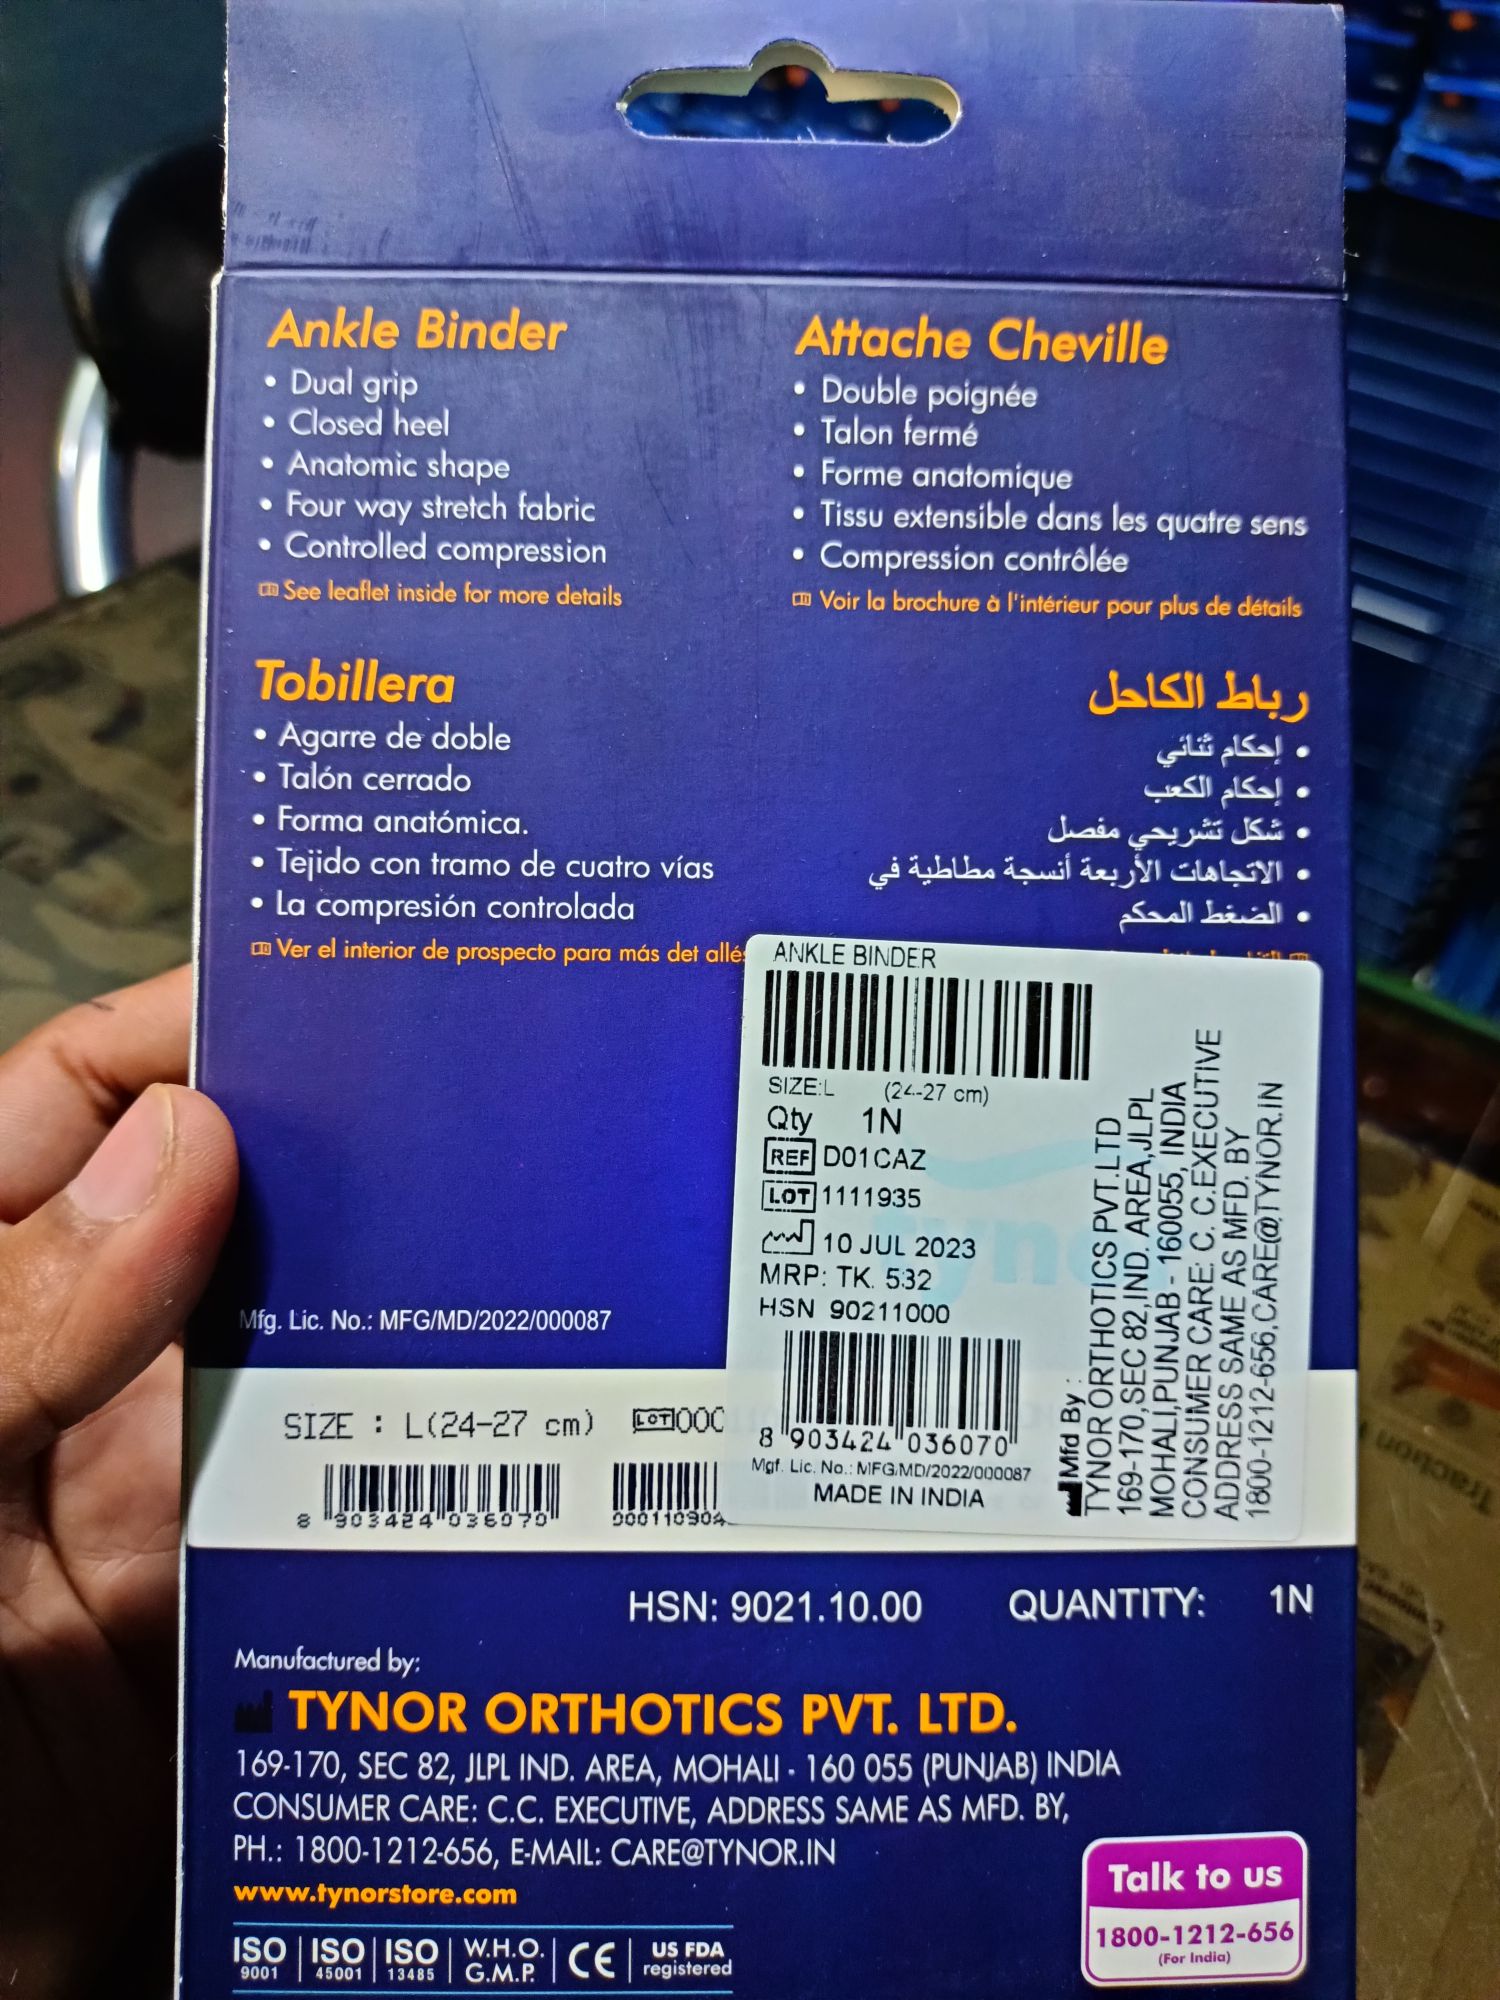 Ankle Binder
• Dual grip
• Closed heel
• Anatomic shape
• Four way stretch fabric
• Controlled compression
See leaflet inside for more details
Attache Cheville
• Double poignée
• Talon fermé
• Forme anatomique
• Tissu extensible dans les quatre sens
• Compression contrôlée
Voir la brochure à l'intérieur pour plus de détails
Tobillera
• Agarre de doble
• Talón cerrado
• Forma anatómica.
• Tejido con tramo de cuatro vías
• La compresión controlada
Ver el interior de prospecto para más det allés
رباط الكاحل
• إحكام ثنائي
• إحكام الكعب
• شكل تشريحي مفصل
• الاتجاهات الأربعة أنسجة مطاطية في
• الضغط المحكم
ANKLE BINDER
SIZE:L (24-27 cm)
Qty 1N
REF D01CAZ
LOT 1111935
10 JUL 2023
MRP: TK. 532
HSN 90211000
8 903424 036070
Mgf. Lic. No.: MFG/MD/2022/000087
MADE IN INDIA
Mfd By :
TYNOR ORTHOTICS PVT.LTD
169-170,SEC 82,IND. AREA,JLPL
MOHALI,PUNJAB - 160055, INDIA
CONSUMER CARE: C. C.EXECUTIVE
ADDRESS SAME AS MFD. BY
1800-1212-656,CARE@TYNOR.IN
Mfg. Lic. No.: MFG/MD/2022/000087
SIZE : L(24-27 cm) LOT 000
8 903424 036070 000110904
HSN: 9021.10.00 QUANTITY: 1N
Manufactured by:
TYNOR ORTHOTICS PVT. LTD.
169-170, SEC 82, JLPL IND. AREA, MOHALI - 160 055 (PUNJAB) INDIA
CONSUMER CARE: C.C. EXECUTIVE, ADDRESS SAME AS MFD. BY,
PH.: 1800-1212-656, E-MAIL: CARE@TYNOR.IN
www.tynorstore.com
ISO 9001 | ISO 45001 | ISO 13485 | W.H.O. G.M.P. | CE | US FDA registered
Talk to us
1800-1212-656
(For India)